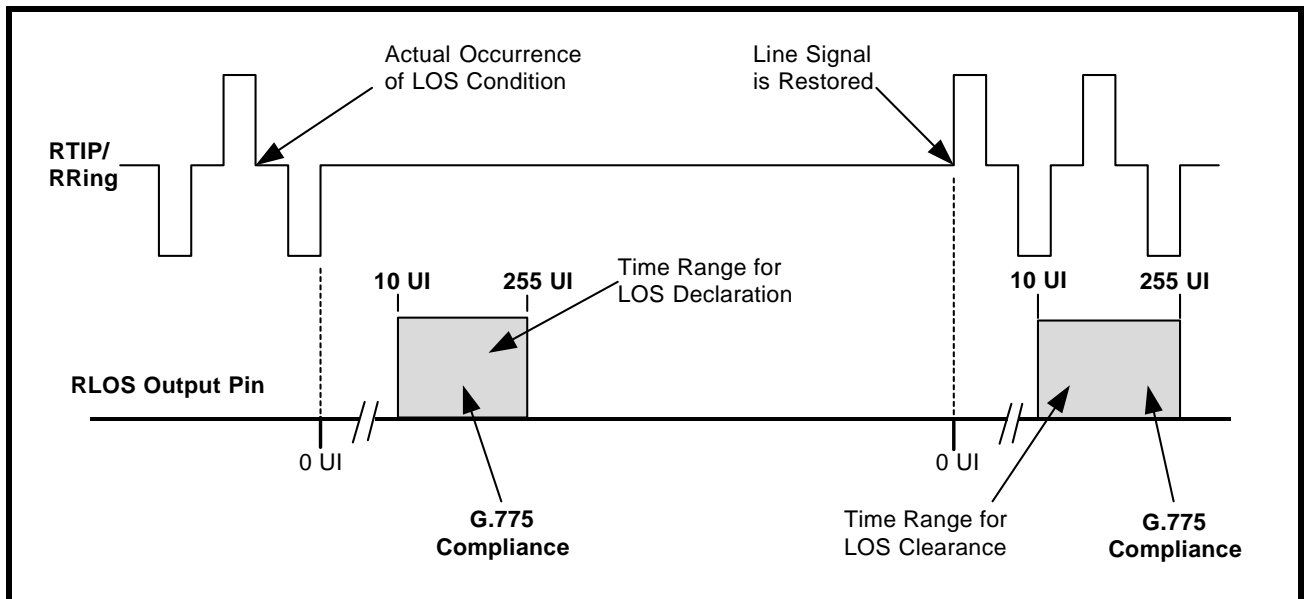 Actual Occurrence
of LOS Condition
Line Signal
is Restored
RTIP/
RRing
10 UI
255 UI
Time Range for
LOS Declaration
10 UI
255 UI
RLOS Output Pin
0 UI
0 UI
G.775
Compliance
Time Range for
LOS Clearance
G.775
Compliance